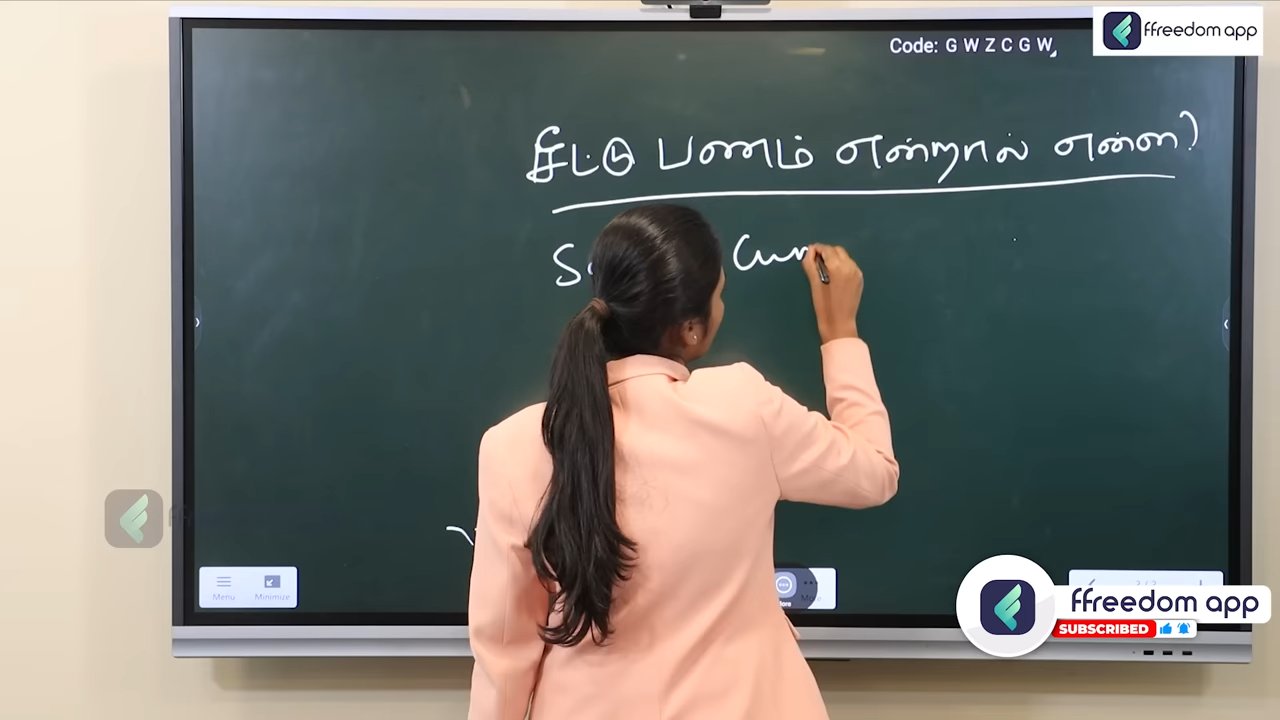 Code: G W Z C G W
ffreedom app
சீட்டு பணம் என்றால் என்ன?
Menu
Minimize
ffreedom app
SUBSCRIBED